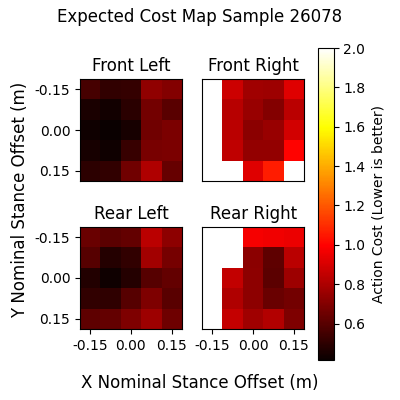 Expected Cost Map Sample 26078
Front Left
Front Right
-0.15
0.00
0.15
Rear Left
Rear Right
-0.15
0.00
0.15
-0.15 0.00 0.15
-0.15 0.00 0.15
X Nominal Stance Offset (m)
Y Nominal Stance Offset (m)
2.0
1.8
1.6
1.4
1.2
1.0
0.8
0.6
Action Cost (Lower is better)